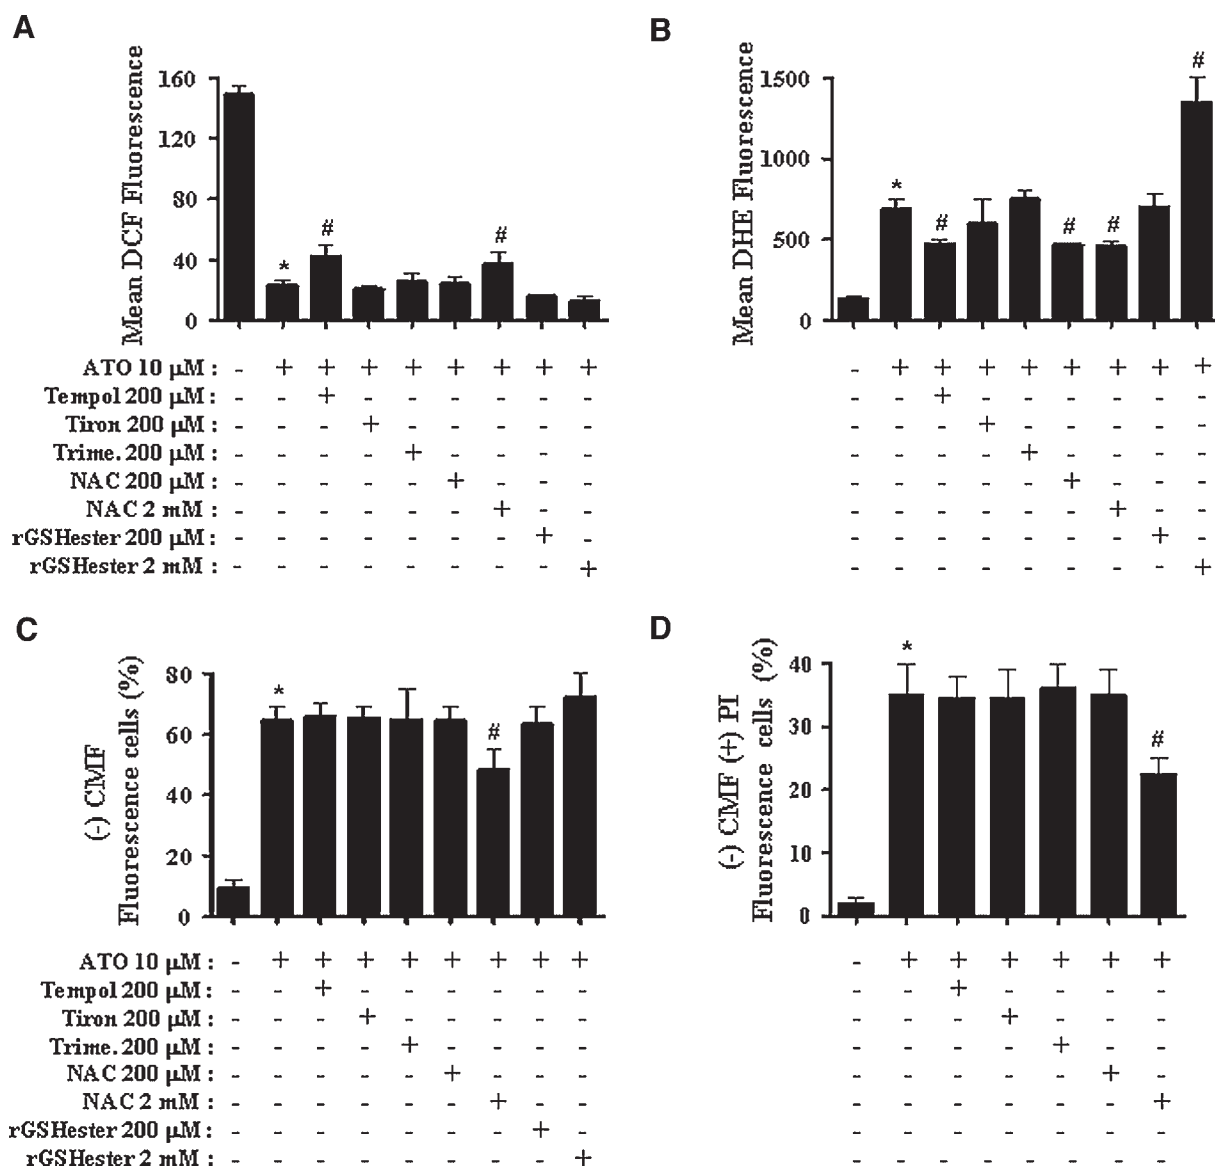 A
Mean DCF Fluorescence
160
120
80
40
0
*
#
#
ATO 10 μM : - + + + + + + + +
Tempol 200 μM : - - + - - - - - -
Tiron 200 μM : - - - + - - - - -
Trime. 200 μM : - - - - + - - - -
NAC 200 μM : - - - - - + - - -
NAC 2 mM : - - - - - - + - -
rGSHester 200 μM : - - - - - - - + -
rGSHester 2 mM : - - - - - - - - +
B
Mean DHE Fluorescence
1500
1000
500
0
*
#
#
#
#
- + + + + + + + +
- - + - - - - - -
- - - + - - - - -
- - - - + - - - -
- - - - - + - - -
- - - - - - + - -
- - - - - - - + -
- - - - - - - - +
C
(-) CMF
Fluorescence cells (%)
80
60
40
20
0
*
#
ATO 10 μM : - + + + + + + + +
Tempol 200 μM : - - + - - - - - -
Tiron 200 μM : - - - + - - - - -
Trime. 200 μM : - - - - + - - - -
NAC 200 μM : - - - - - + - - -
NAC 2 mM : - - - - - - + - -
rGSHester 200 μM : - - - - - - - + -
rGSHester 2 mM : - - - - - - - - +
D
(-) CMF (+) PI
Fluorescence cells (%)
40
30
20
10
0
*
#
- + + + + + +
- - + - - - -
- - - + - - -
- - - - + - -
- - - - - + -
- - - - - - +
- - - - - - -
- - - - - - - -